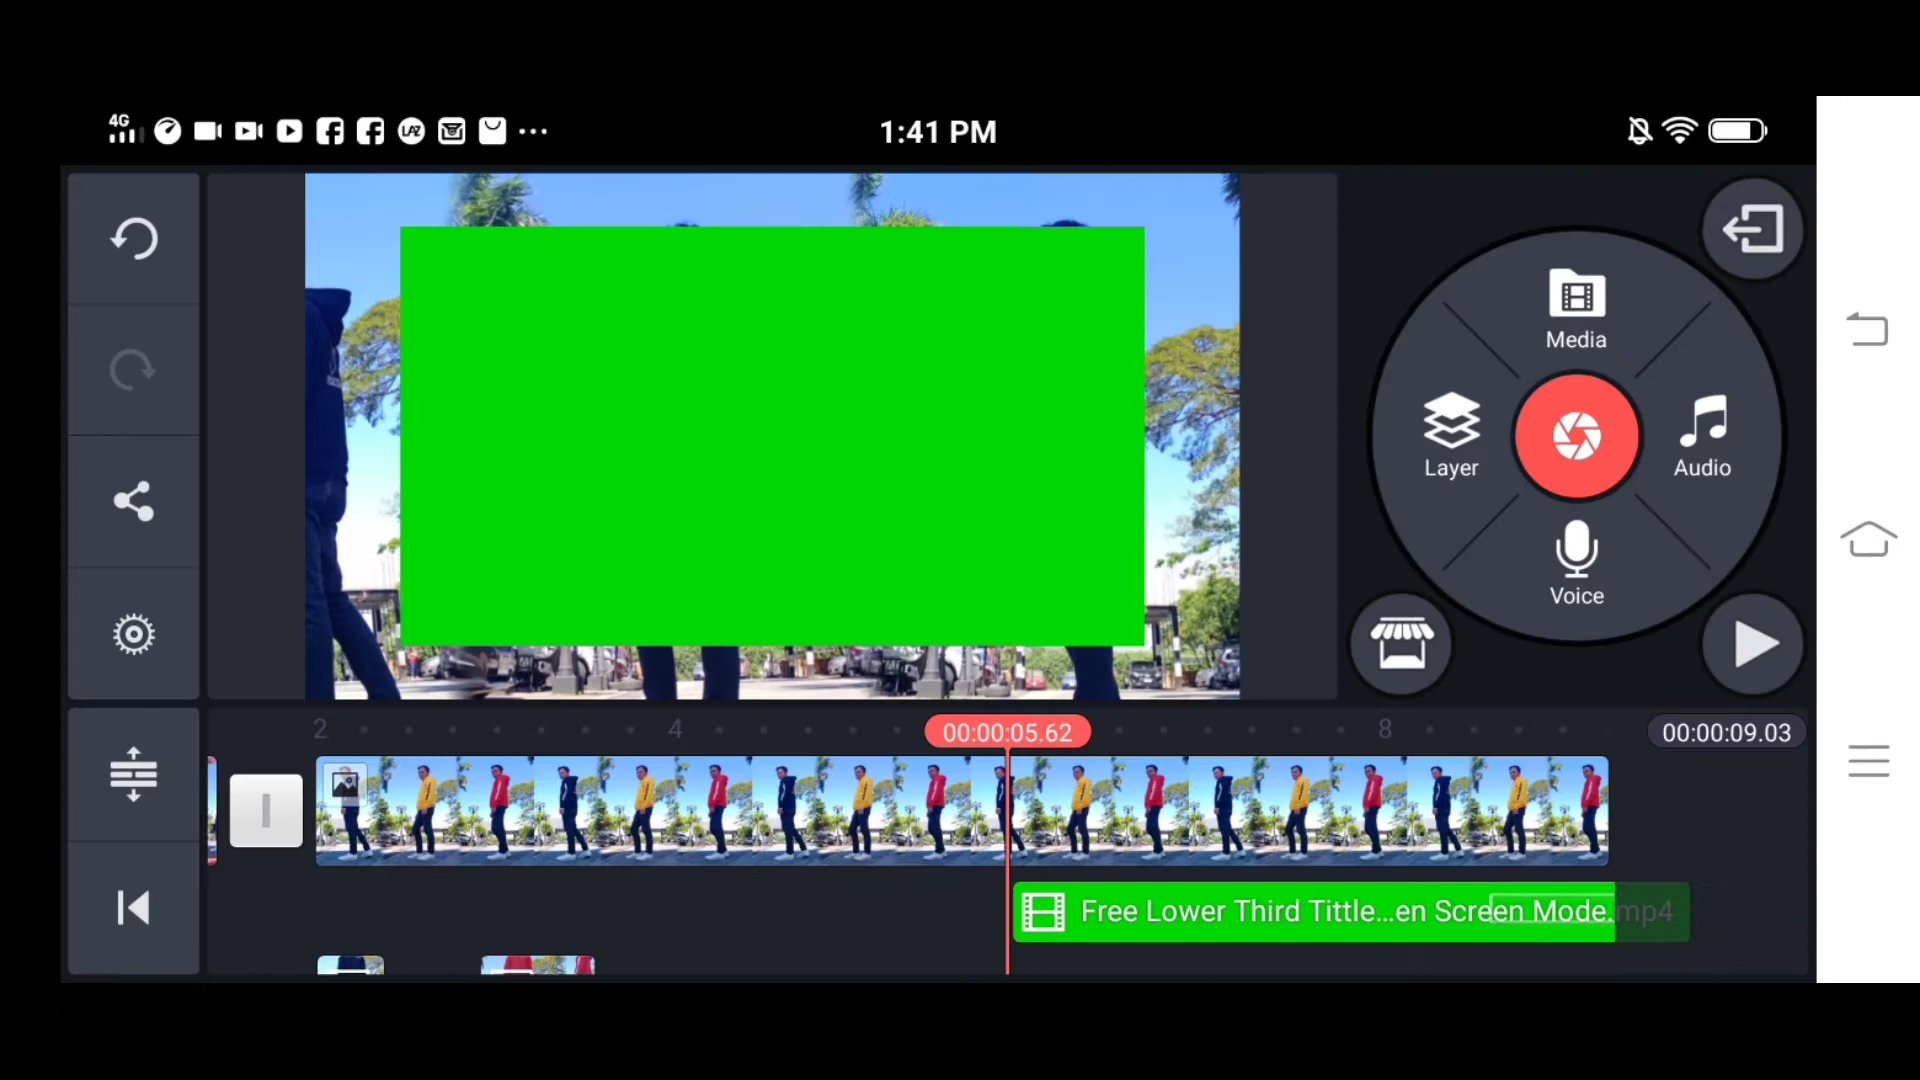 4G
LAZ
1:41 PM
Media
Layer
Audio
Voice
2
4
00:00:05.62
8
00:00:09.03
Free Lower Third Tittle...en Screen Mode.mp4